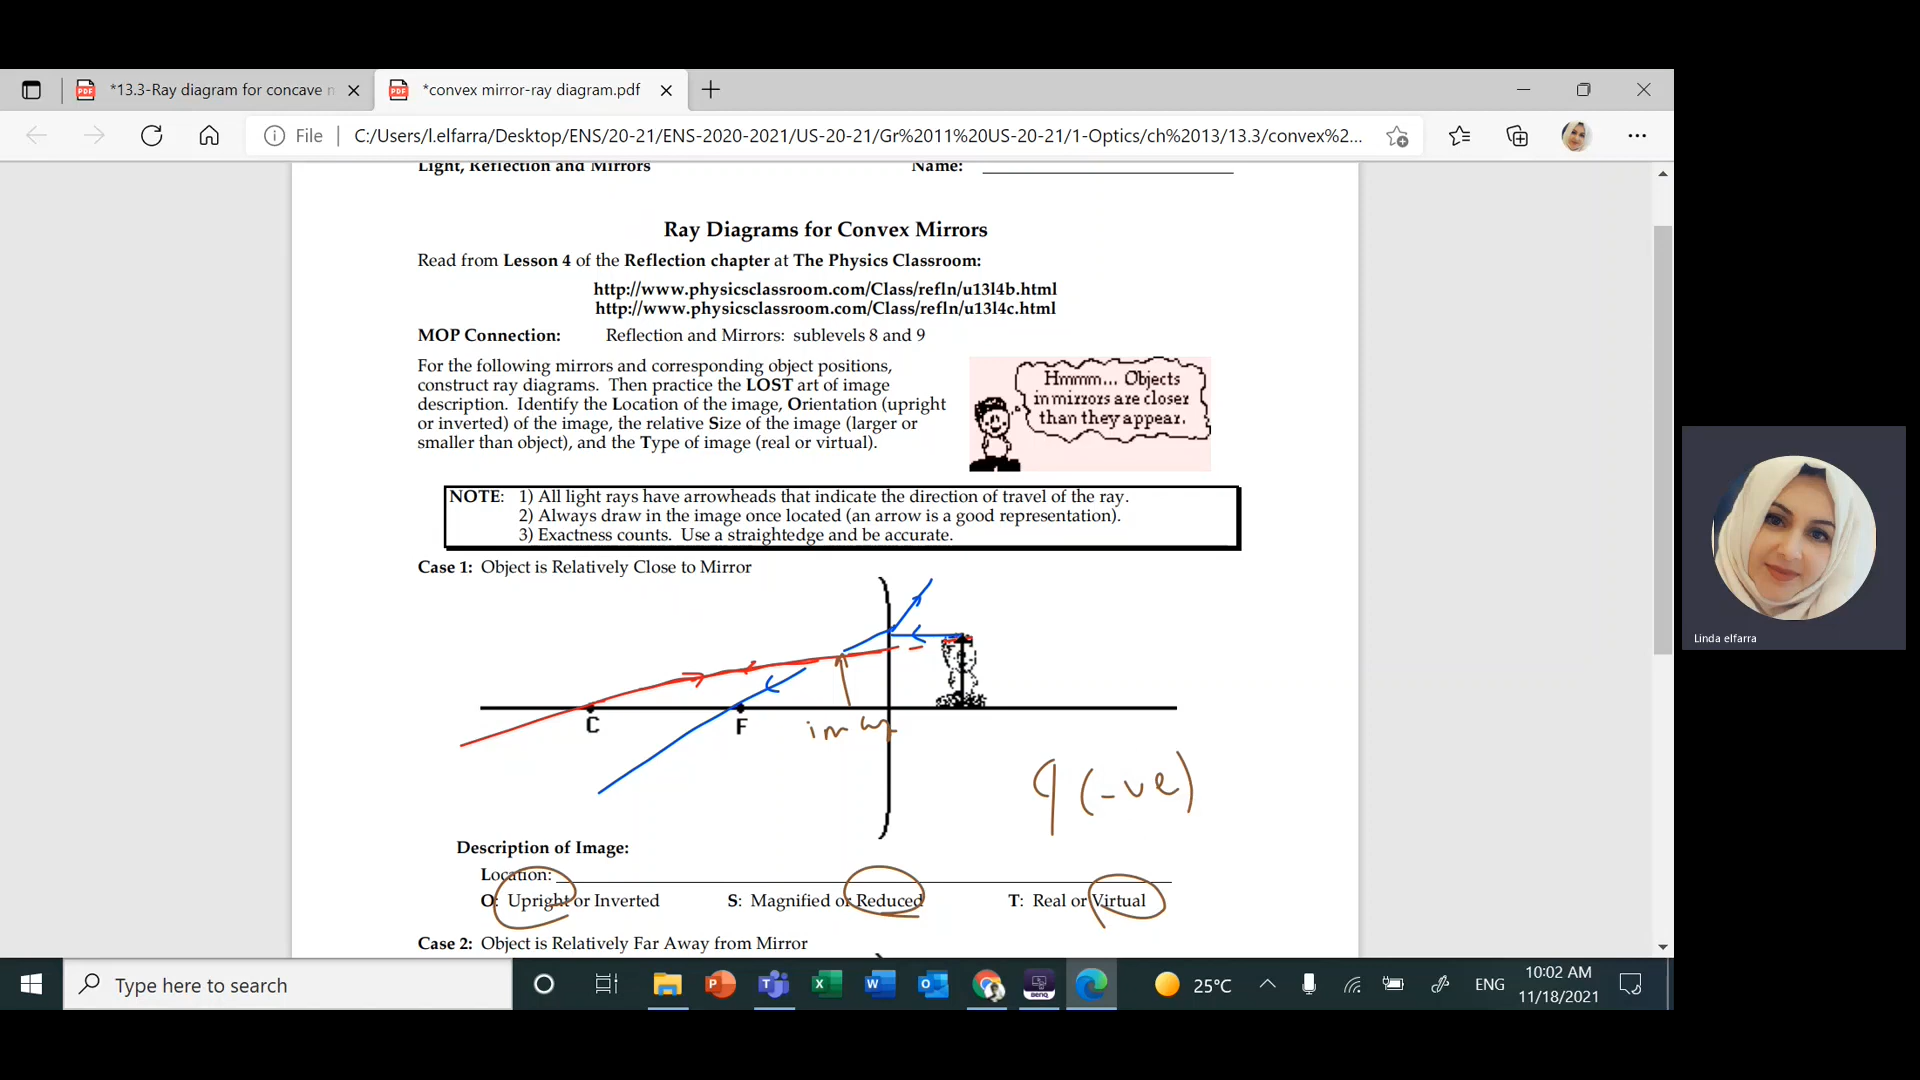 *13.3-Ray diagram for concave n
*convex mirror-ray diagram.pdf
File
C:/Users/l.elfarra/Desktop/ENS/20-21/ENS-2020-2021/US-20-21/Gr%2011%20US-20-21/1-Optics/ch%2013/13.3/convex%2...
Light, Reflection and Mirrors Name:
Ray Diagrams for Convex Mirrors
Read from Lesson 4 of the Reflection chapter at The Physics Classroom:
http://www.physicsclassroom.com/Class/refln/u13l4b.html
http://www.physicsclassroom.com/Class/refln/u13l4c.html
MOP Connection: Reflection and Mirrors: sublevels 8 and 9
For the following mirrors and corresponding object positions,
construct ray diagrams. Then practice the LOST art of image
description. Identify the Location of the image, Orientation (upright
or inverted) of the image, the relative Size of the image (larger or
smaller than object), and the Type of image (real or virtual).
Hmmm... Objects
in mirrors are closer
than they appear.
NOTE: 1) All light rays have arrowheads that indicate the direction of travel of the ray.
2) Always draw in the image once located (an arrow is a good representation).
3) Exactness counts. Use a straightedge and be accurate.
Case 1: Object is Relatively Close to Mirror
C
F
q (-ve)
Description of Image:
Location:
O: Upright or Inverted S: Magnified or Reduced T: Real or Virtual
Case 2: Object is Relatively Far Away from Mirror
Linda elfarra
Type here to search
BENQ
25°C
ENG
10:02 AM
11/18/2021